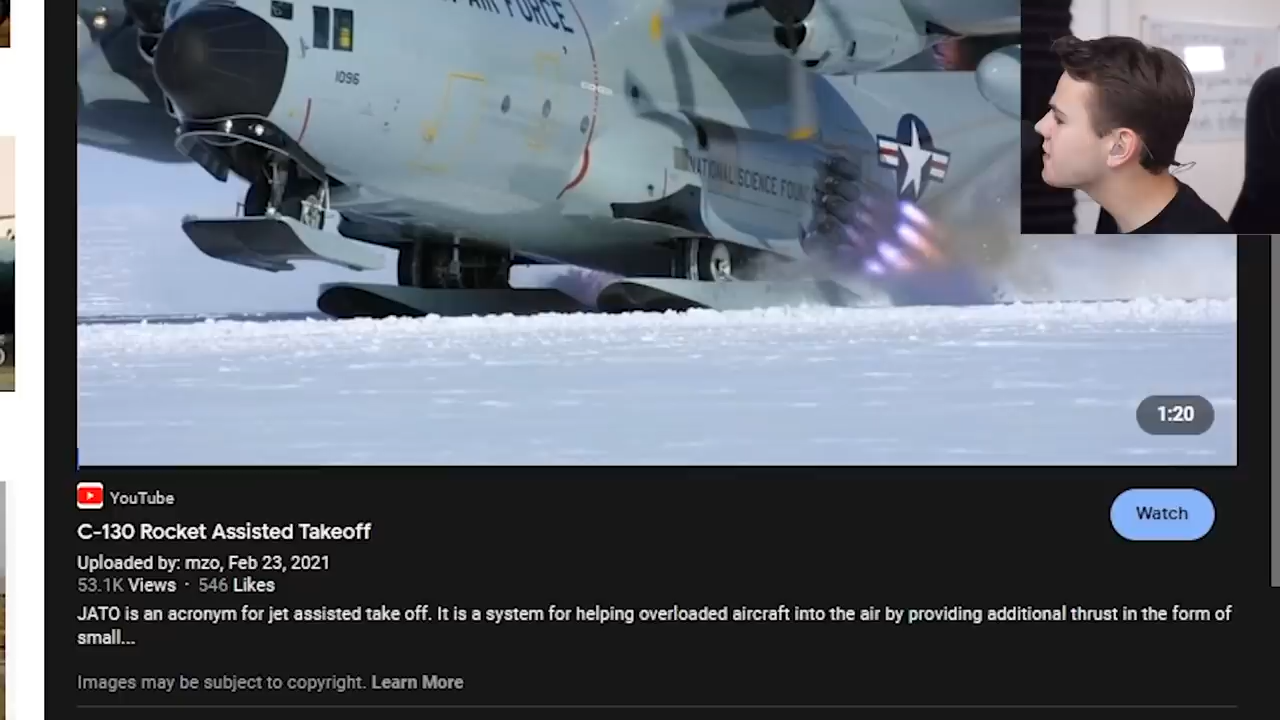 AIR FORCE
1096
NATIONAL SCIENCE
1:20
YouTube
C-130 Rocket Assisted Takeoff
Watch
Uploaded by: mzo, Feb 23, 2021
53.1K Views · 546 Likes
JATO is an acronym for jet assisted take off. It is a system for helping overloaded aircraft into the air by providing additional thrust in the form of
small...
Images may be subject to copyright. Learn More